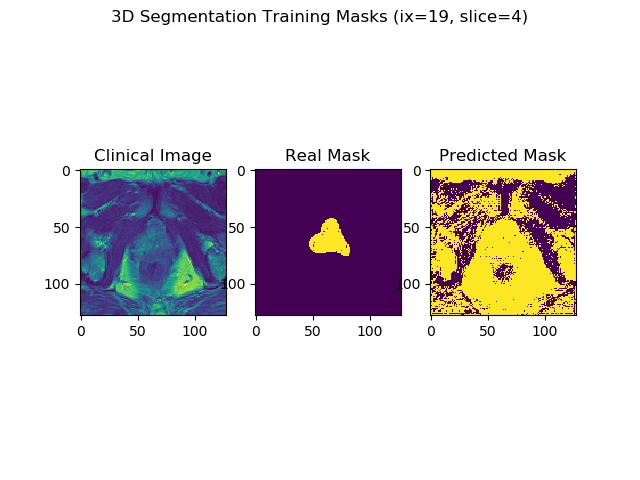 3D Segmentation Training Masks (ix=19, slice=4)
Clinical Image Real Mask Predicted Mask
0 0 0
50 50 50
100 100 100
0 50 100 0 50 100 0 50 100